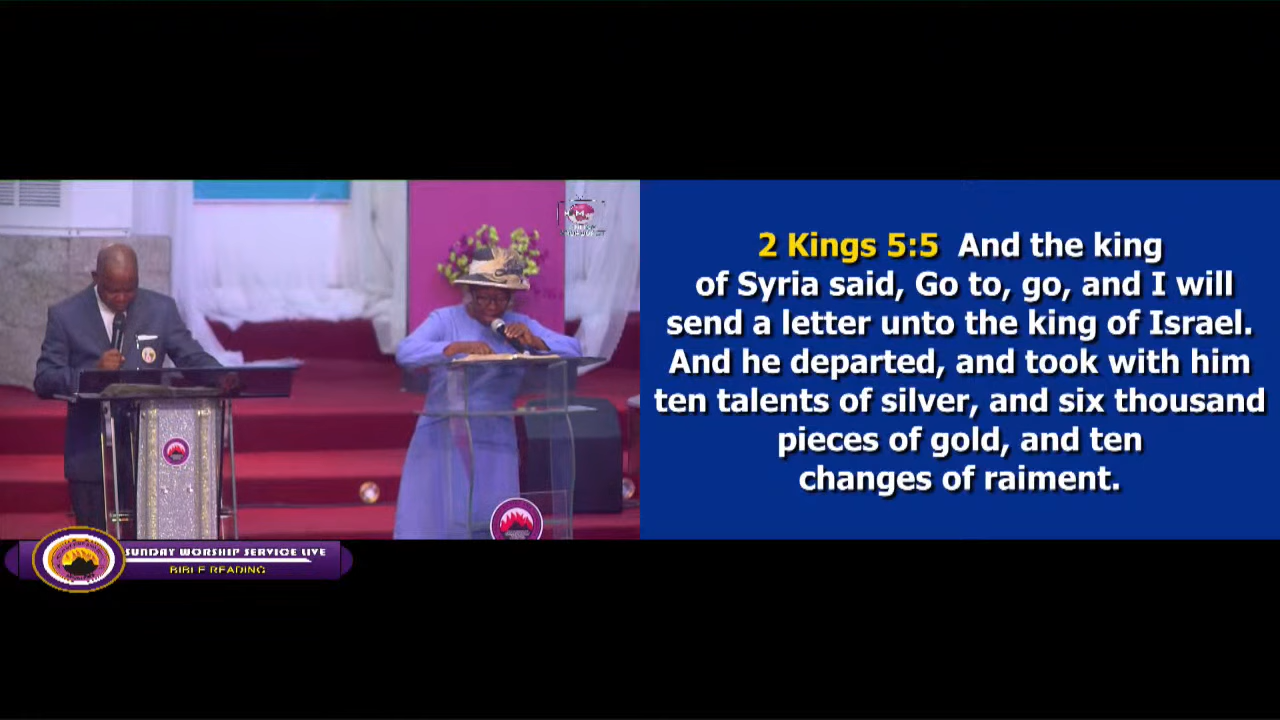 2 Kings 5:5 And the king
of Syria said, Go to, go, and I will
send a letter unto the king of Israel.
And he departed, and took with him
ten talents of silver, and six thousand
pieces of gold, and ten
changes of raiment.
SUNDAY WORSHIP SERVICE LIVE
BIBLE READING